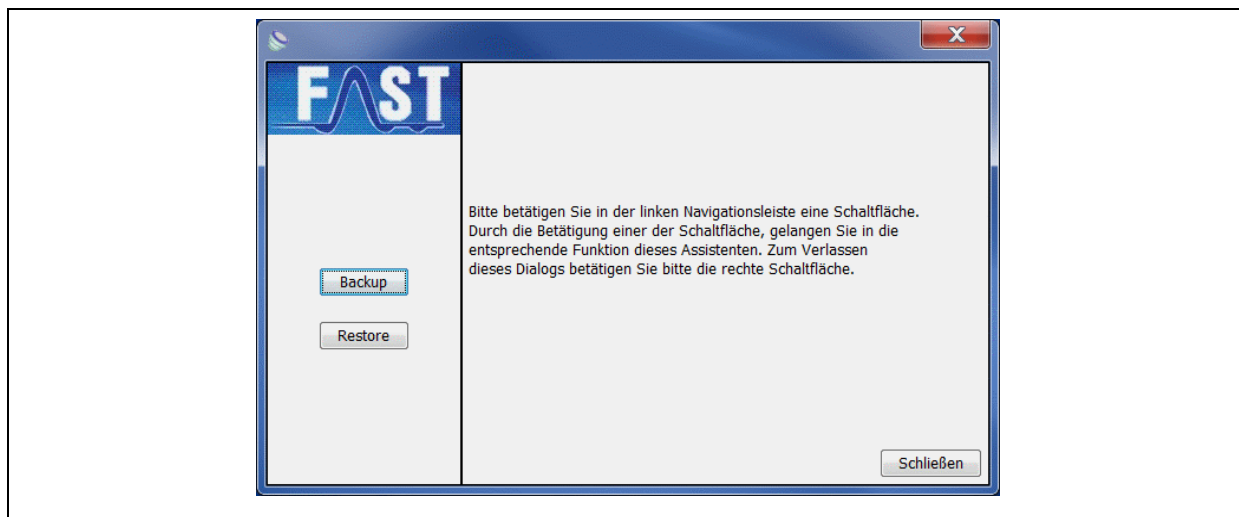 FAST
Bitte betätigen Sie in der linken Navigationsleiste eine Schaltfläche.
Durch die Betätigung einer der Schaltfläche, gelangen Sie in die
entsprechende Funktion dieses Assistenten. Zum Verlassen
dieses Dialogs betätigen Sie bitte die rechte Schaltfläche.
Backup
Restore
Schließen